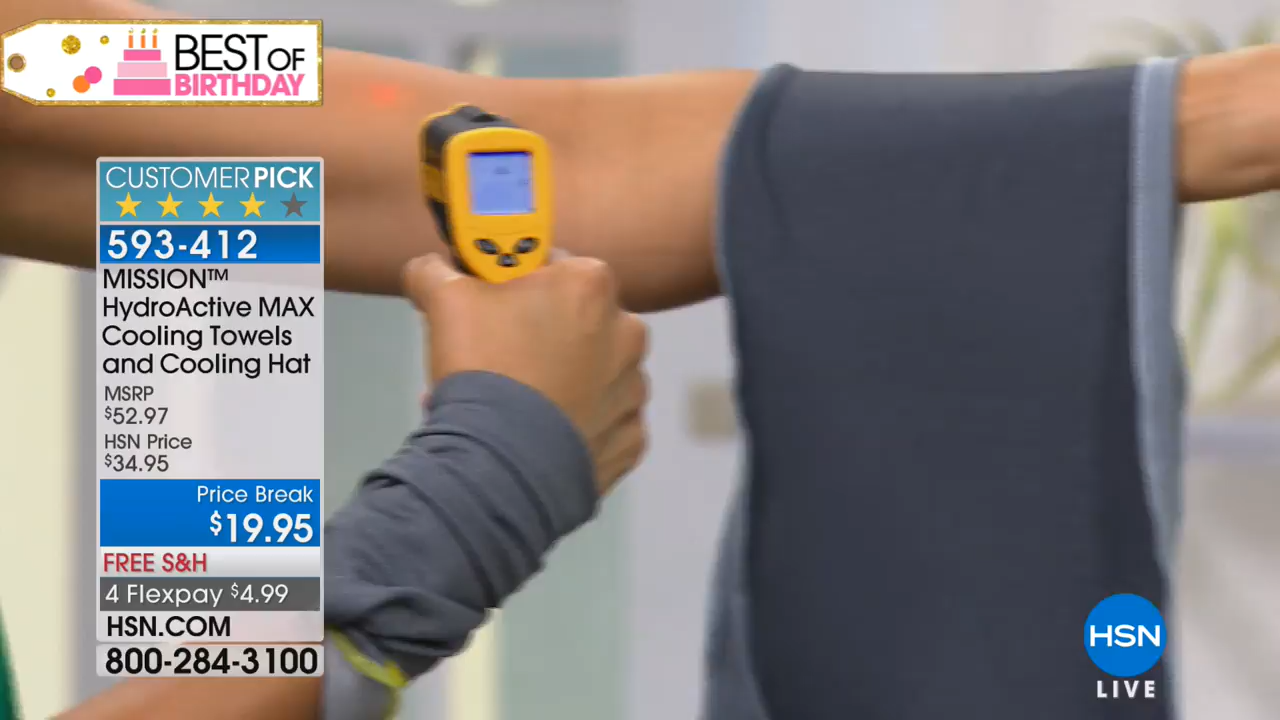 BEST OF
BIRTHDAY
CUSTOMER PICK
593-412
MISSION™
HydroActive MAX
Cooling Towels
and Cooling Hat
MSRP
$52.97
HSN Price
$34.95
Price Break
$19.95
FREE S&H
4 Flexpay $4.99
HSN.COM
800-284-3100
HSN
LIVE